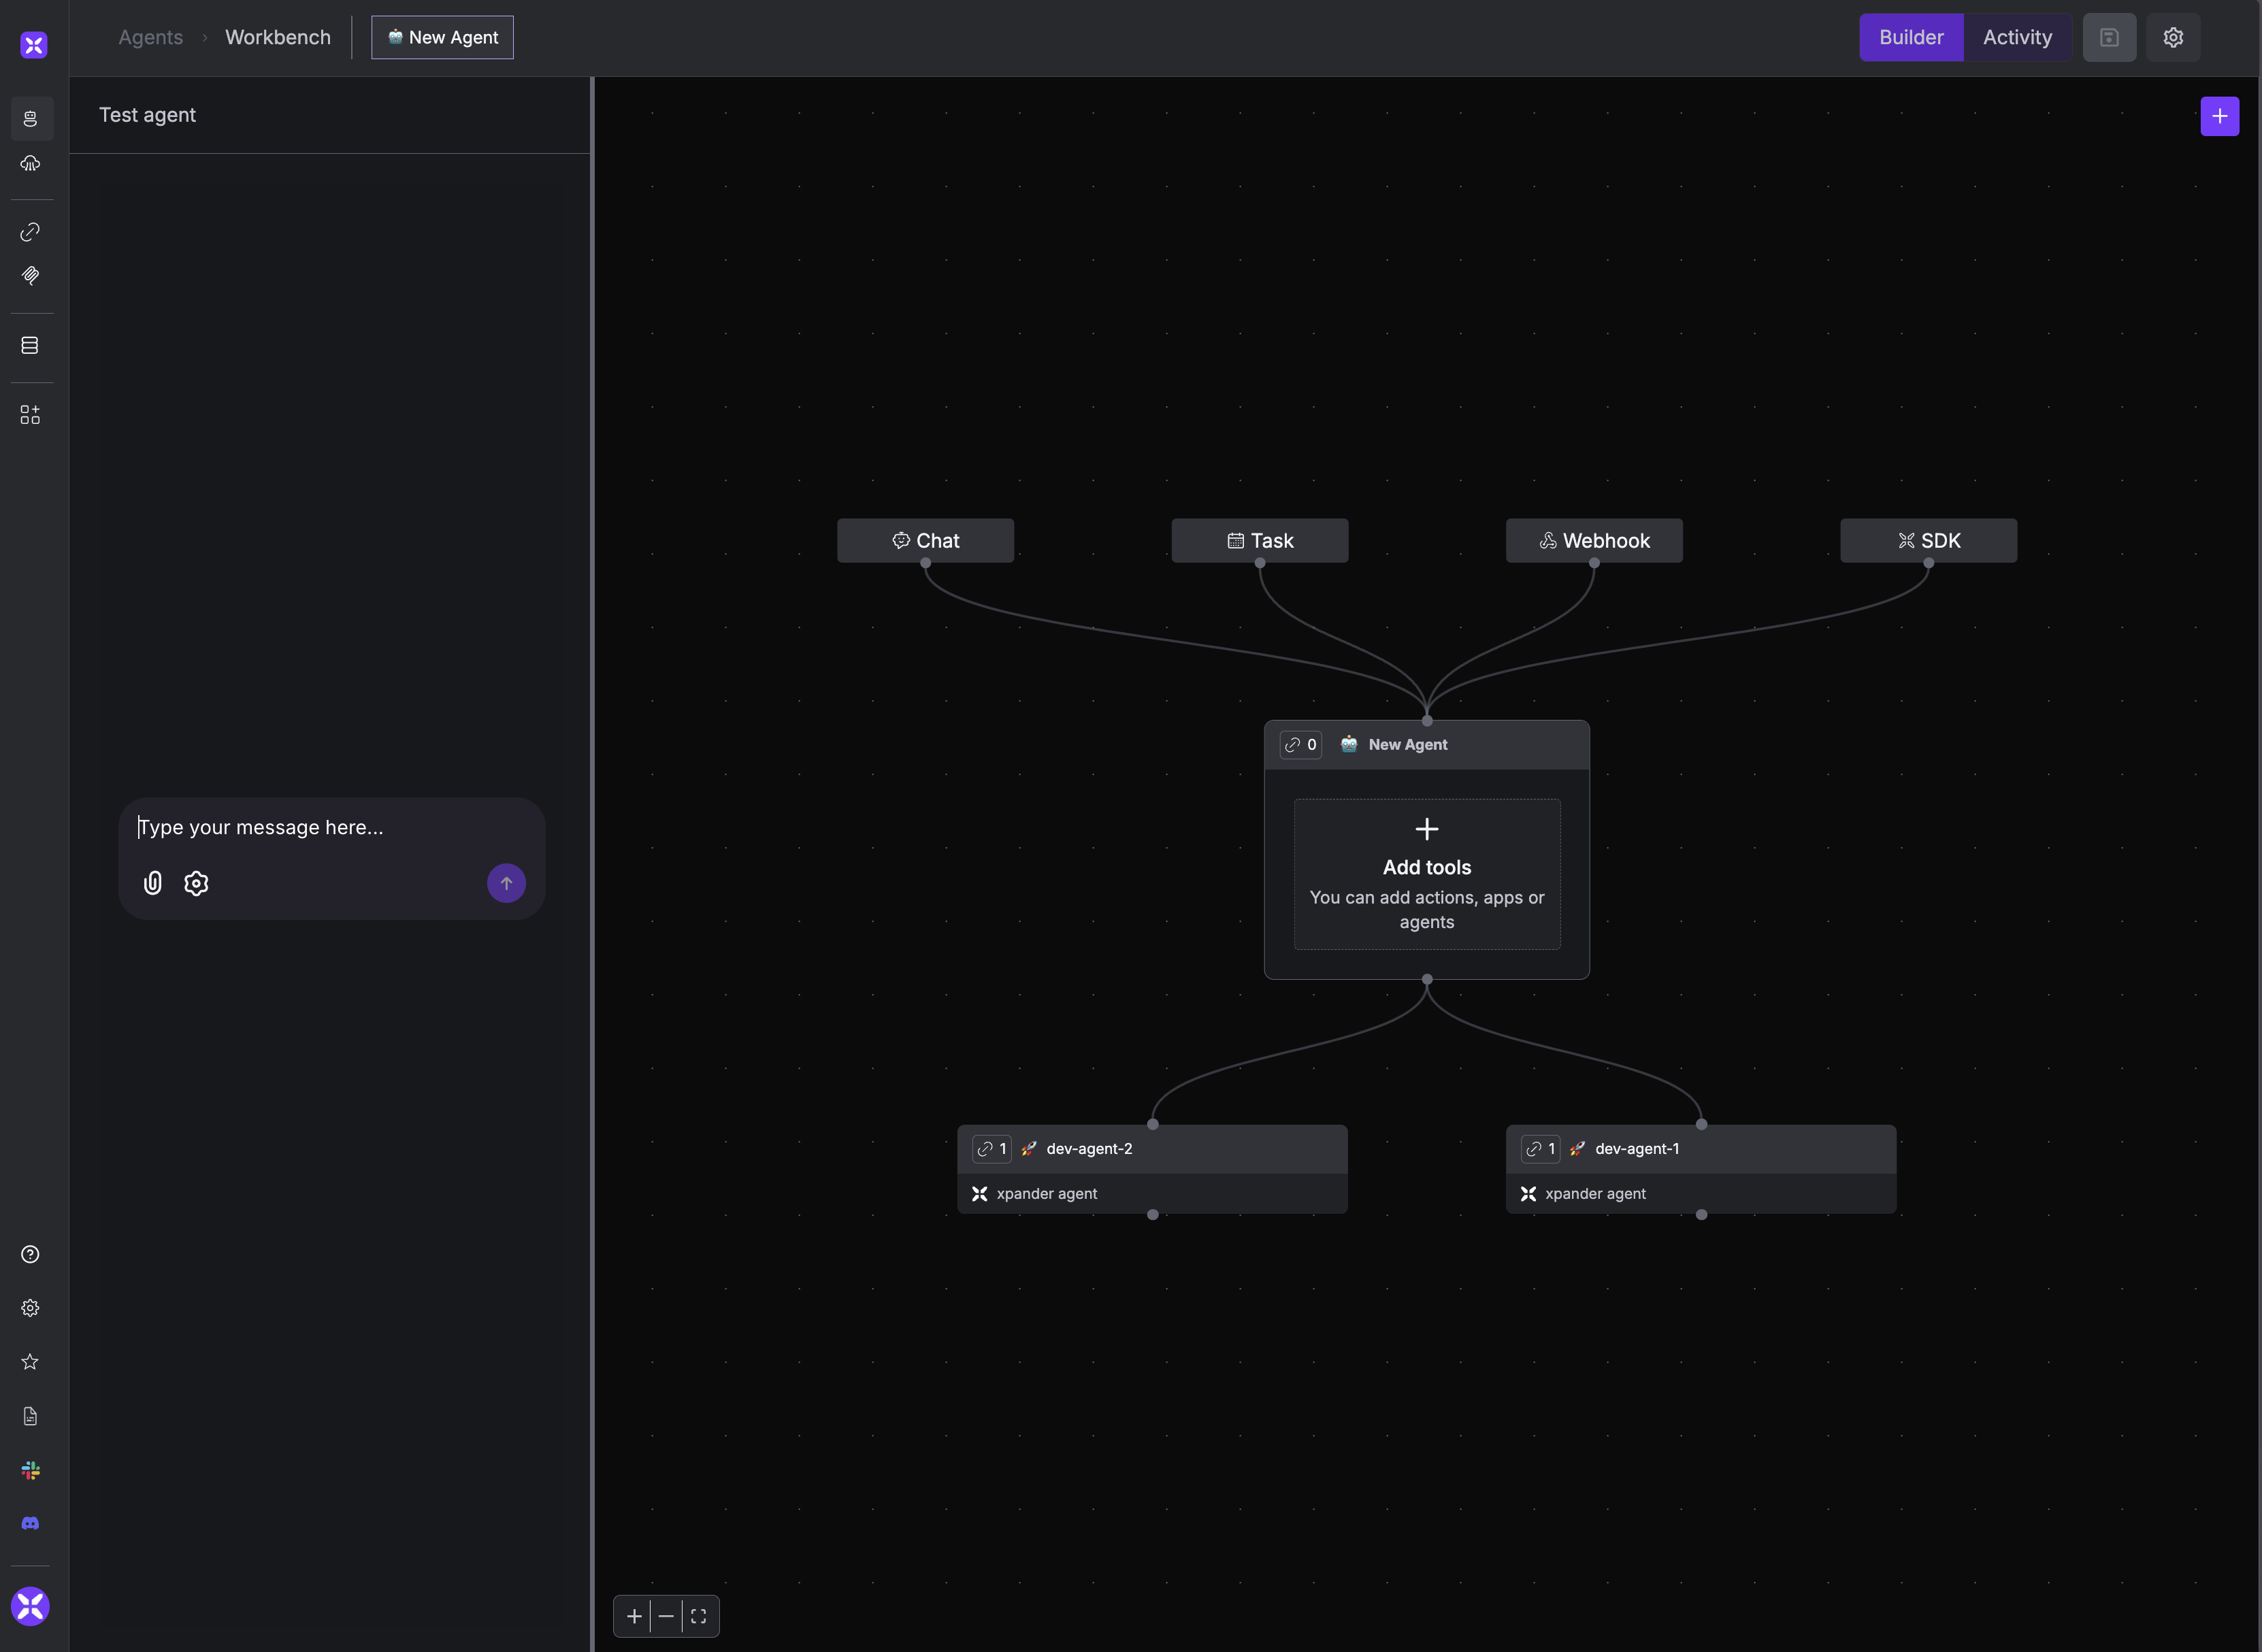 Agents > Workbench
New Agent
Builder
Activity
Test agent
Type your message here...
Chat
Task
Webhook
SDK
0 New Agent
Add tools
You can add actions, apps or
agents
1 dev-agent-2
xpander agent
1 dev-agent-1
xpander agent